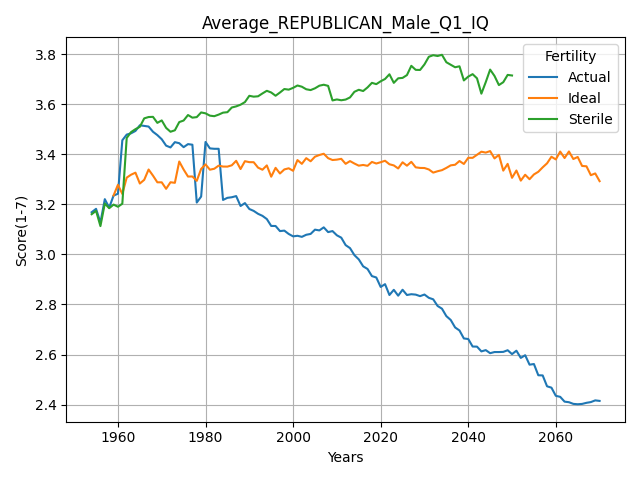 Average_REPUBLICAN_Male_Q1_IQ
Score(1-7)
3.8
3.6
3.4
3.2
3.0
2.8
2.6
2.4
Fertility
Actual
Ideal
Sterile
1960 1980 2000 2020 2040 2060
Years